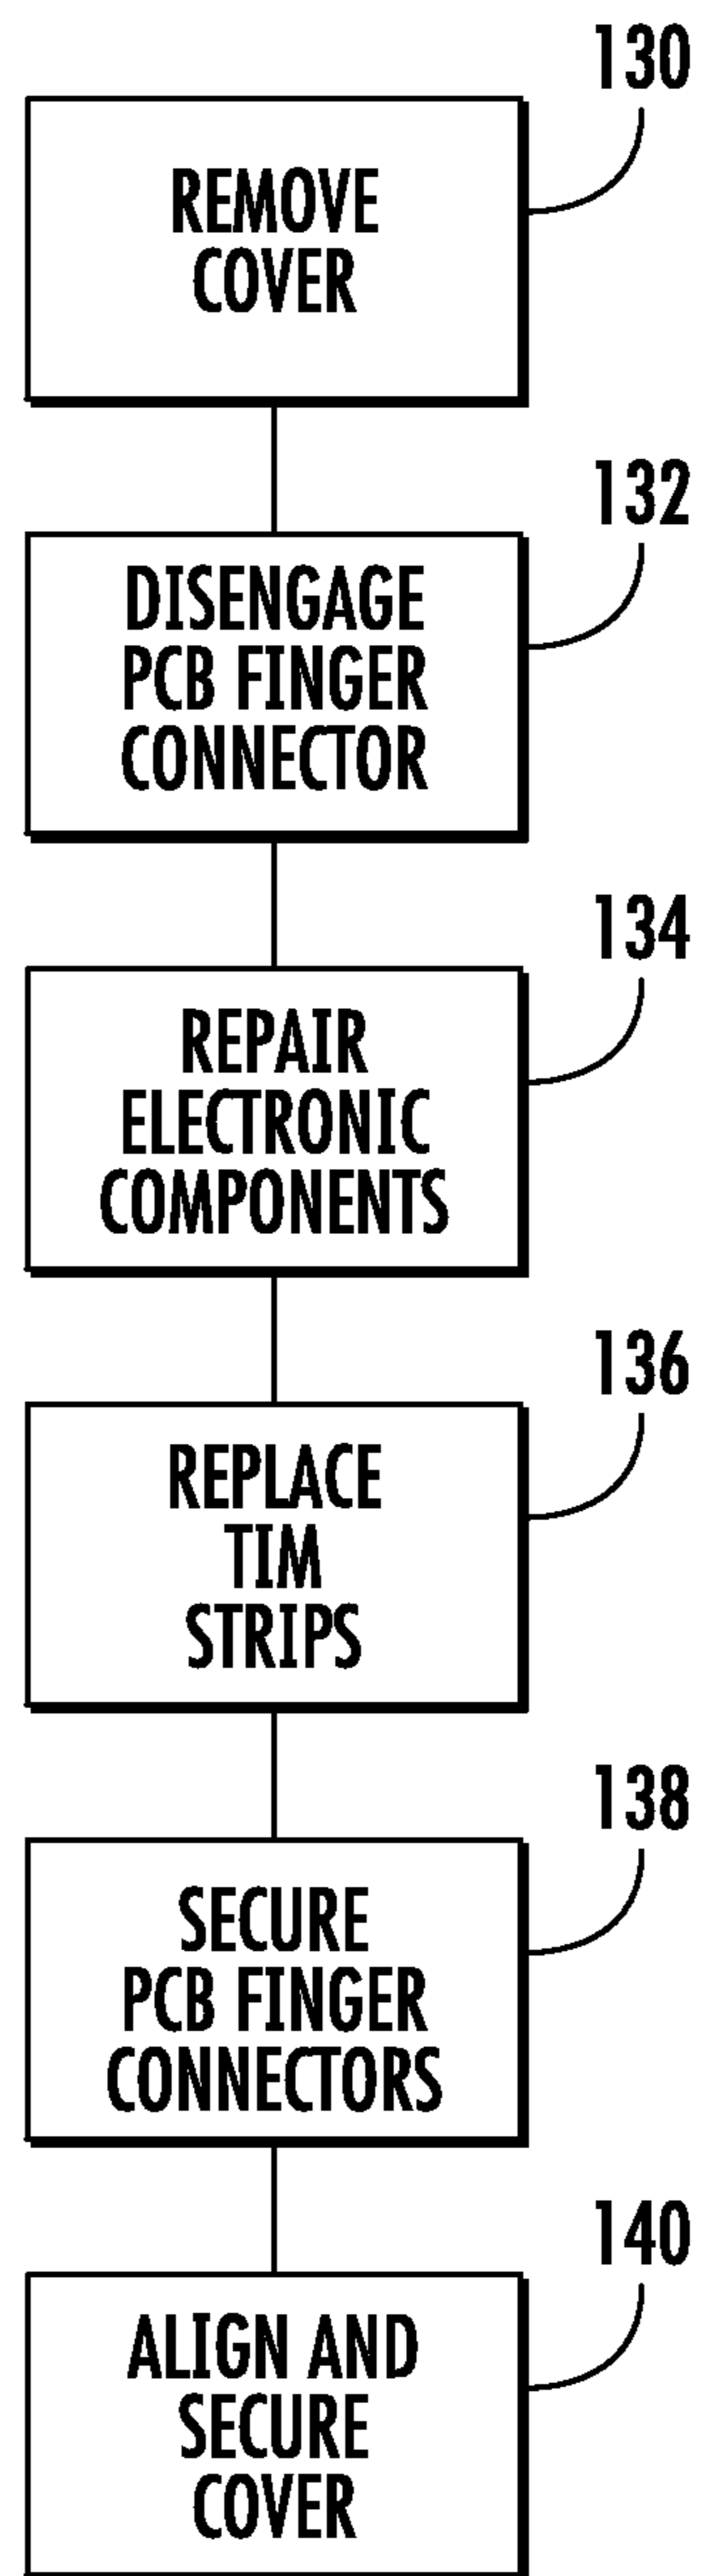 130
REMOVE
COVER
132
DISENGAGE
PCB FINGER
CONNECTOR
134
REPAIR
ELECTRONIC
COMPONENTS
136
REPLACE
TIM
STRIPS
138
SECURE
PCB FINGER
CONNECTORS
140
ALIGN AND
SECURE
COVER